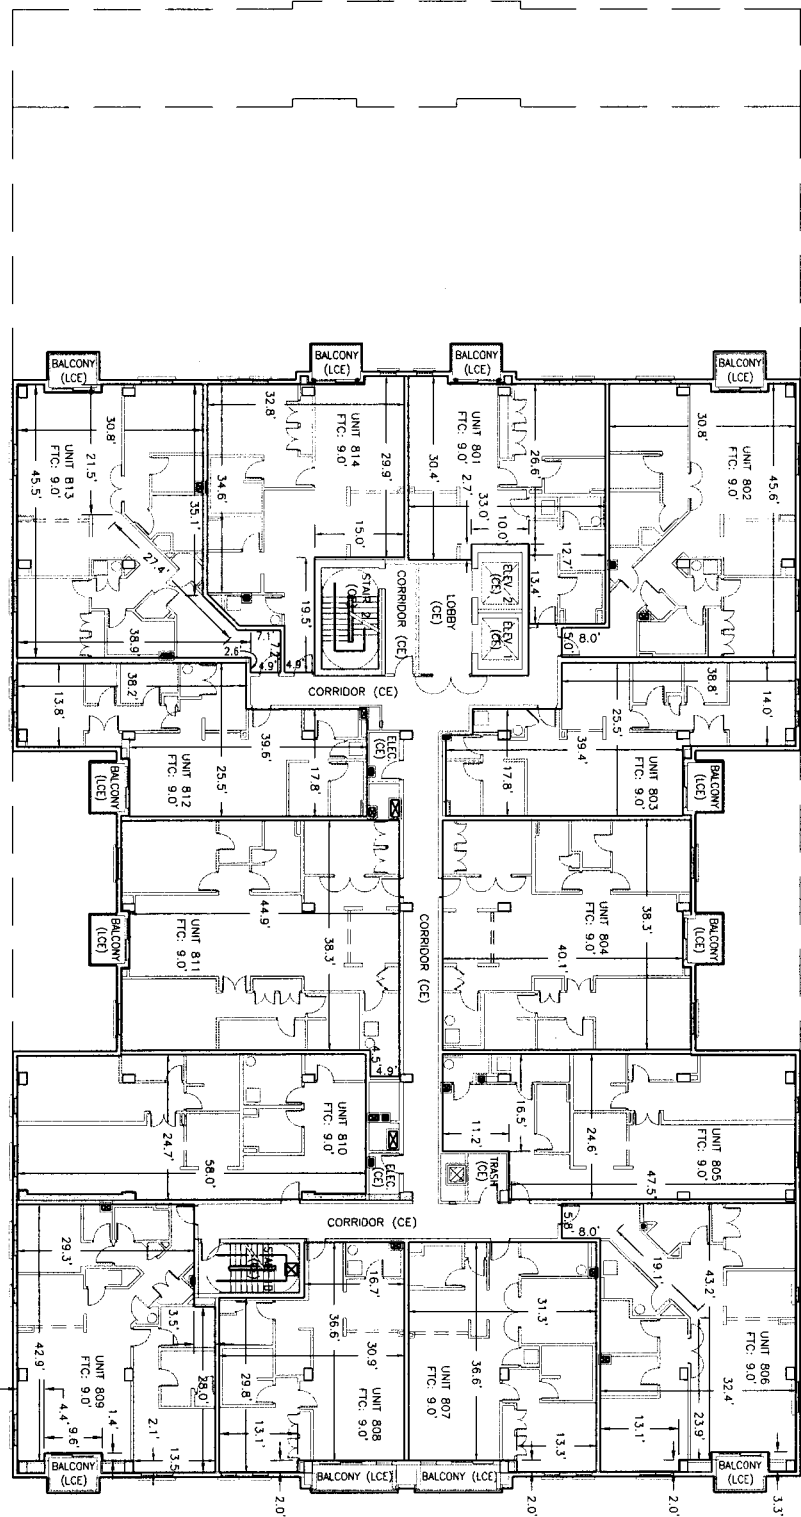 BALCONY
(LCE)
BALCONY
(LCE)
BALCONY
(LCE)
BALCONY
(LCE)
30.8'
21.5'
UNIT 813
FTC: 9.0'
45.5'
35.1'
27.4'
38.9'
32.8'
34.6'
UNIT 814
FTC: 9.0'
29.9'
15.0'
19.5'
7.1'
7.2'
2.6'
4.9'
4.9'
30.4'
UNIT 801
FTC: 9.0'
2.7'
33.0'
10.0'
26.6'
12.7'
13.4'
30.8'
UNIT 802
FTC: 9.0'
45.6'
5.0'
8.0'
STAIR 2
CORRIDOR (CE)
LOBBY
(CE)
ELEV. 2
(CE)
ELEV. 1
(CE)
CORRIDOR (CE)
13.8'
38.2'
39.6'
25.5'
17.8'
UNIT 812
FTC: 9.0'
ELEC.
(CE)
17.8'
39.4'
25.5'
38.8'
14.0'
UNIT 803
FTC: 9.0'
BALCONY
(LCE)
BALCONY
(LCE)
44.9'
38.3'
UNIT 811
FTC: 9.0'
BALCONY
(LCE)
4.5'
4.9'
CORRIDOR (CE)
38.3'
UNIT 804
FTC: 9.0'
40.1'
BALCONY
(LCE)
UNIT 810
FTC: 9.0'
24.7'
58.0'
ELEC.
(CE)
16.5'
11.2'
TRASH
(CE)
24.6'
UNIT 805
FTC: 9.0'
47.5'
CORRIDOR (CE)
29.3'
42.9'
UNIT 809
FTC: 9.0'
3.5'
28.0'
4.4'
9.6'
1.4'
2.1'
13.5'
16.7'
36.6'
30.9'
29.8'
13.1'
UNIT 808
FTC: 9.0'
31.3'
36.6'
UNIT 807
FTC: 9.0'
13.3'
5.8'
8.0'
19.1'
43.2'
UNIT 806
FTC: 9.0'
32.4'
23.9'
13.1'
BALCONY
(LCE)
BALCONY (LCE)
BALCONY (LCE)
BALCONY
(LCE)
2.0'
2.0'
2.0'
3.3'